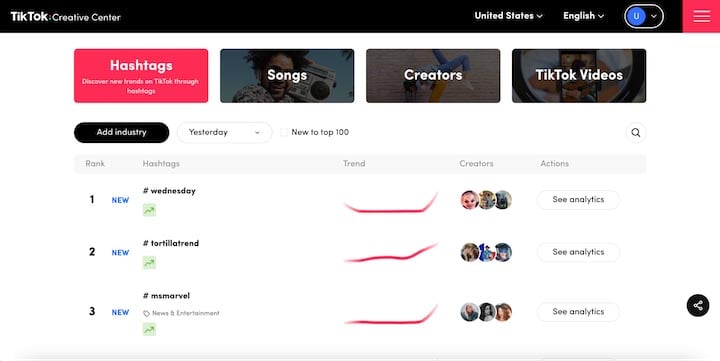 TikTok: Creative Center
United States
English
U
Hashtags
Discover new trends on TikTok through
hashtags
Songs
Creators
TikTok Videos
Add industry
Yesterday
New to top 100
Rank
Hashtags
Trend
Creators
Actions
1
NEW
# wednesday
See analytics
2
NEW
# tortillatrend
See analytics
3
NEW
# msmarvel
News & Entertainment
See analytics